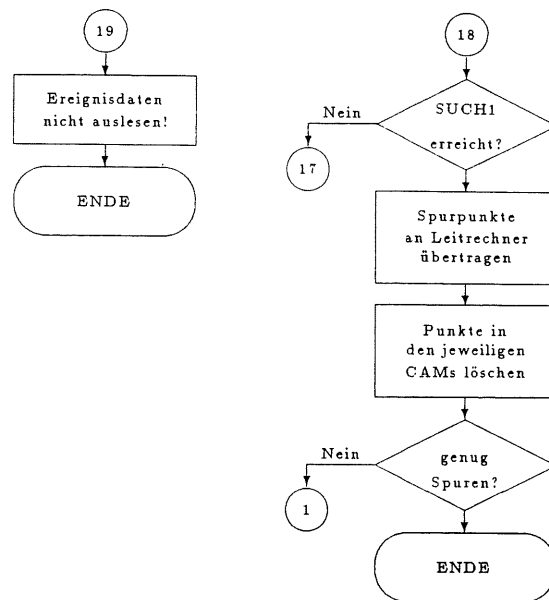 19
Ereignisdaten
nicht auslesen!
ENDE
18
SUCH1
erreicht?
Nein
17
Spurpunkte
an Leitrechner
übertragen
Punkte in
den jeweiligen
CAMs löschen
genug
Spuren?
Nein
1
ENDE